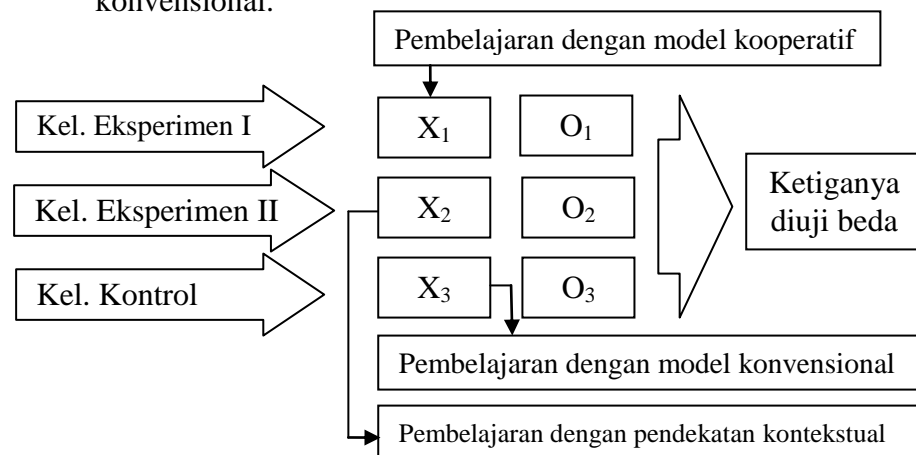 konvensional.
Pembelajaran dengan model kooperatif
Kel. Eksperimen I
X₁
O₁
Kel. Eksperimen II
X₂
O₂
Ketiganya
diuji beda
Kel. Kontrol
X₃
O₃
Pembelajaran dengan model konvensional
Pembelajaran dengan pendekatan kontekstual